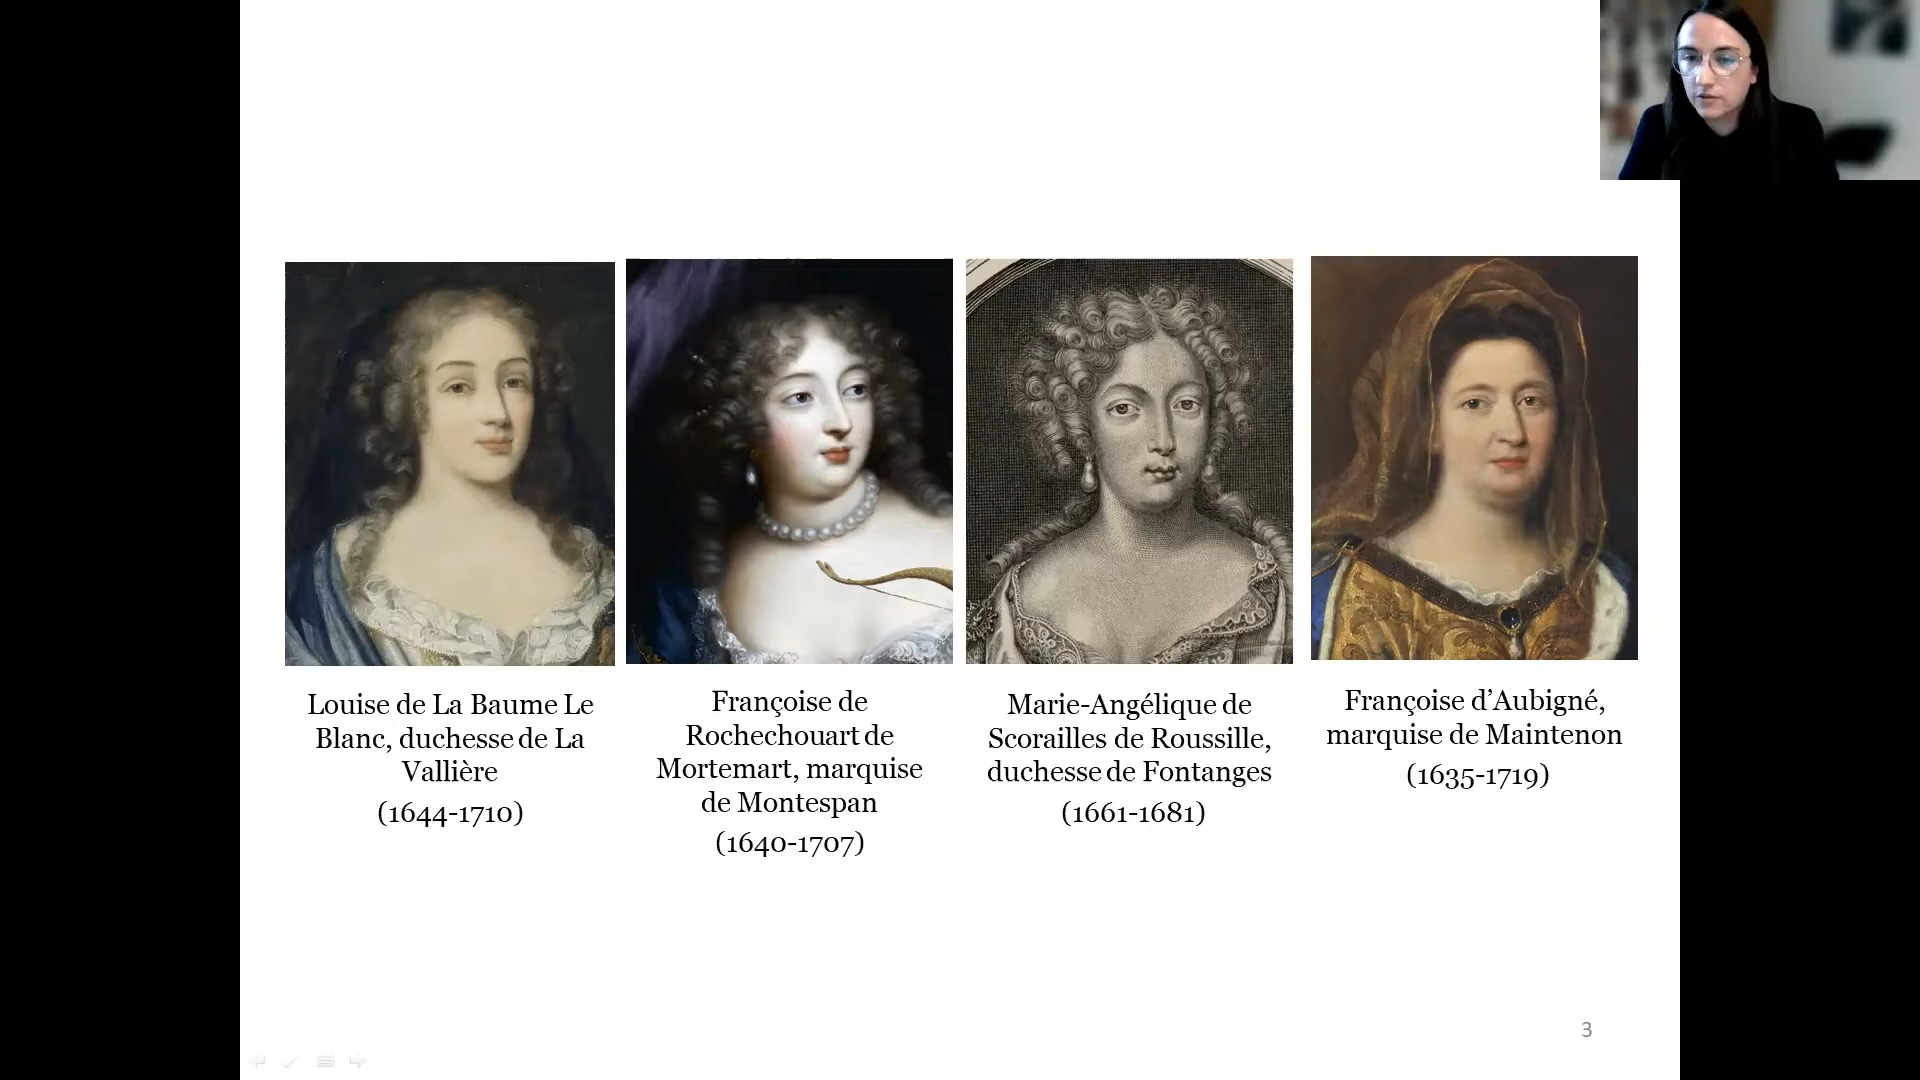 Louise de La Baume Le
Blanc, duchesse de La
Vallière
(1644-1710)
Françoise de
Rochechouart de
Mortemart, marquise
de Montespan
(1640-1707)
Marie-Angélique de
Scorailles de Roussille,
duchesse de Fontanges
(1661-1681)
Françoise d’Aubigné,
marquise de Maintenon
(1635-1719)
3